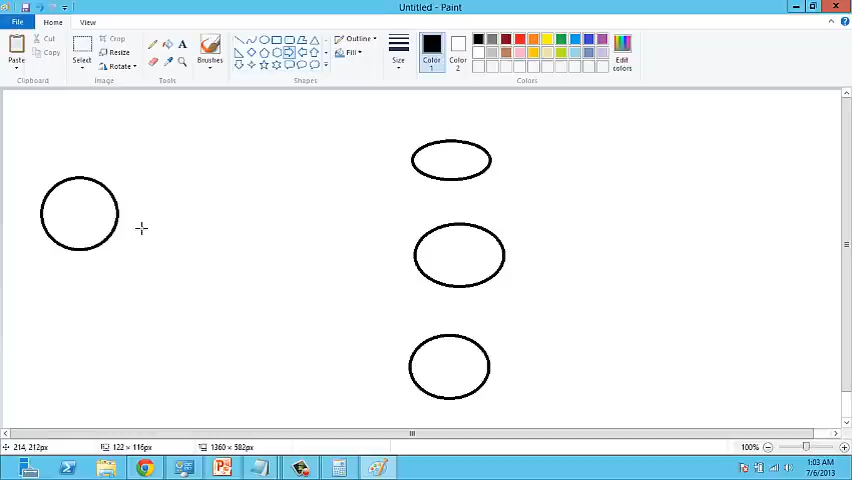 Untitled - Paint
File Home View
Paste
Cut
Copy
Clipboard
Select
Crop
Resize
Rotate
Image
A
Tools
Brushes
Outline
Fill
Shapes
Size
Color
1
Color
2
Edit
colors
Colors
214, 212px
122 × 116px
1360 × 582px
100%
1:03 AM
7/6/2013